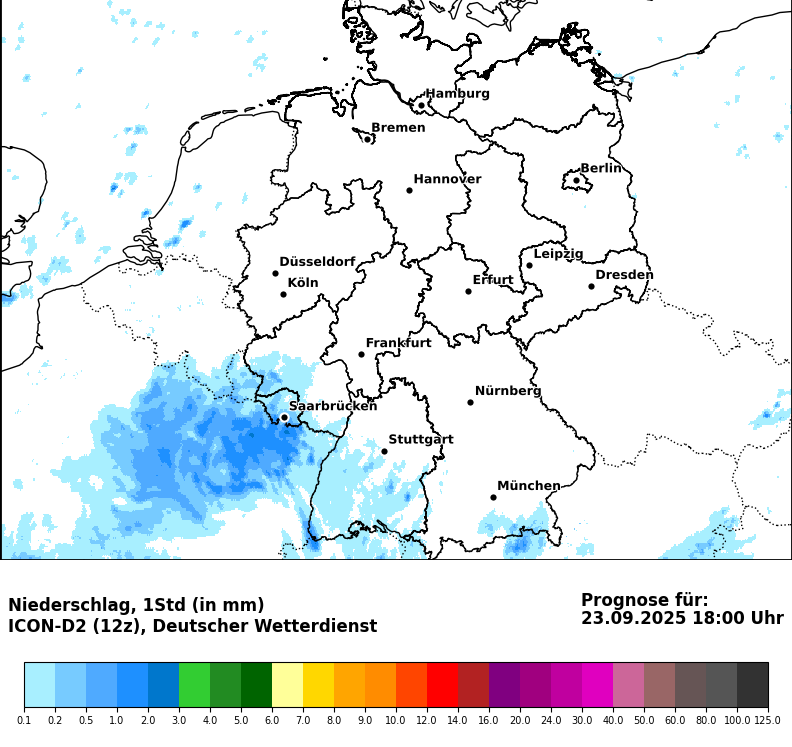 Hamburg
Bremen
Berlin
Hannover
Leipzig
Düsseldorf
Dresden
Köln
Erfurt
Frankfurt
Nürnberg
Saarbrücken
Stuttgart
München
Niederschlag, 1Std (in mm)
ICON-D2 (12z), Deutscher Wetterdienst
Prognose für:
23.09.2025 18:00 Uhr
0.1 0.2 0.5 1.0 2.0 3.0 4.0 5.0 6.0 7.0 8.0 9.0 10.0 12.0 14.0 16.0 20.0 24.0 30.0 40.0 50.0 60.0 80.0 100.0 125.0